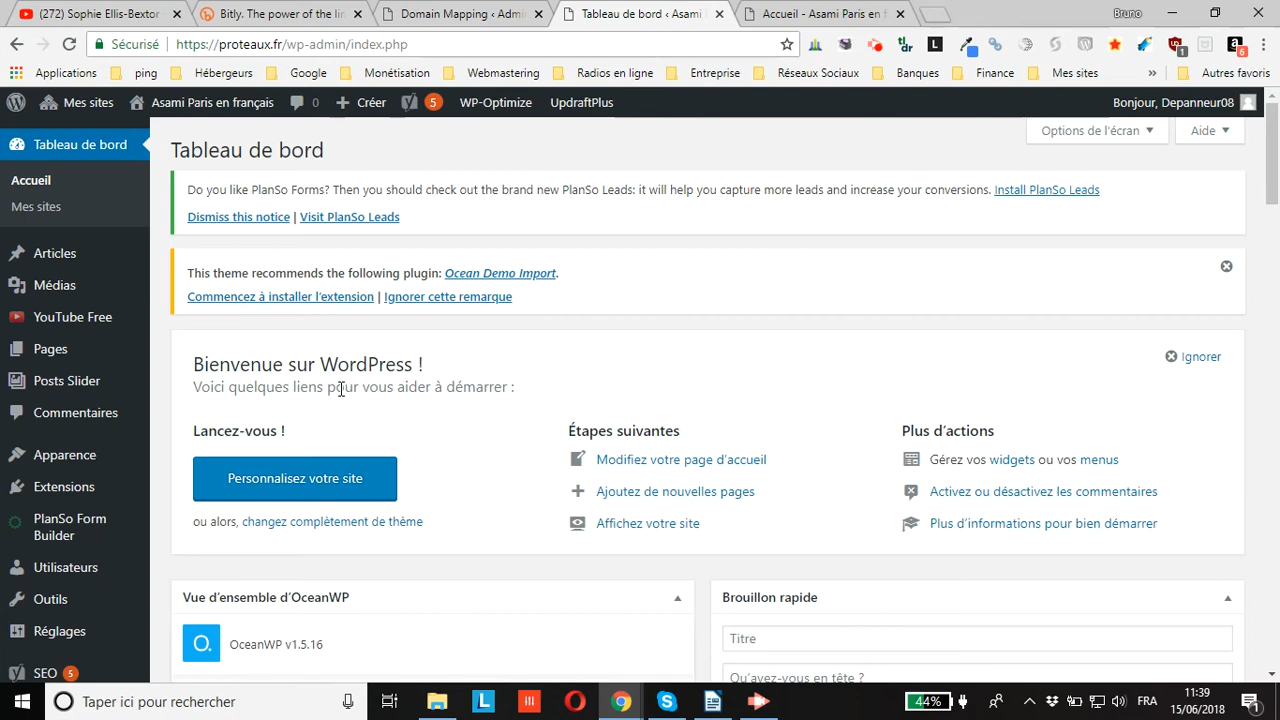 (272) Sophie Ellis-Bextor
Bitly. The power of the lin
Domain Mapping ‹ Admi
Tableau de bord ‹ Asami
Accueil - Asami Paris en f
Bruno
Sécurisé
https://proteaux.fr/wp-admin/index.php
tl;dr
L
1
6
Applications
ping
Hébergeurs
Google
Monétisation
Webmastering
Radios en ligne
Entreprise
Réseaux Sociaux
Banques
Finance
Mes sites
»
Autres favoris
Mes sites
Asami Paris en français
0
Créer
5
WP-Optimize
UpdraftPlus
Bonjour, Depanneur08
Tableau de bord
Accueil
Mes sites
Articles
Médias
YouTube Free
Pages
Posts Slider
Commentaires
Apparence
Extensions
PlanSo Form
Builder
Utilisateurs
Outils
Réglages
SEO 5
Options de l'écran
Aide
Tableau de bord
Do you like PlanSo Forms? Then you should check out the brand new PlanSo Leads: it will help you capture more leads and increase your conversions. Install PlanSo Leads
Dismiss this notice | Visit PlanSo Leads
This theme recommends the following plugin: Ocean Demo Import.
Commencez à installer l'extension | Ignorer cette remarque
Bienvenue sur WordPress !
Ignorer
Voici quelques liens pour vous aider à démarrer :
Lancez-vous !
Personnalisez votre site
ou alors, changez complètement de thème
Étapes suivantes
Modifiez votre page d'accueil
Ajoutez de nouvelles pages
Affichez votre site
Plus d'actions
Gérez vos widgets ou vos menus
Activez ou désactivez les commentaires
Plus d'informations pour bien démarrer
Vue d'ensemble d'OceanWP
O.
OceanWP v1.5.16
Brouillon rapide
Titre
Qu'avez-vous en tête ?
Taper ici pour rechercher
L
44%
FRA
11:39
15/06/2018
1